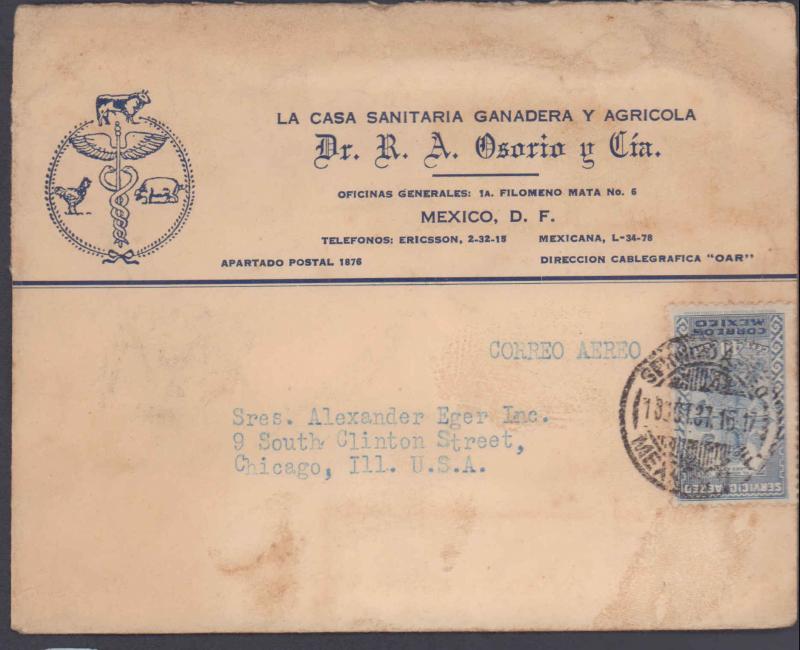 LA CASA SANITARIA GANADERA Y AGRICOLA
Dr. R. A. Osorio y Cía.
OFICINAS GENERALES: 1A. FILOMENO MATA No. 6
MEXICO, D. F.
TELEFONOS: ERICSSON, 2-32-15 MEXICANA, L-34-78
APARTADO POSTAL 1876 DIRECCION CABLEGRAFICA "OAR"
CORREO AEREO
CORREOS
MEXICO
SERVICIO AEREO
Sres. Alexander Eger Inc.
9 South Clinton Street,
Chicago, Ill. U.S.A.